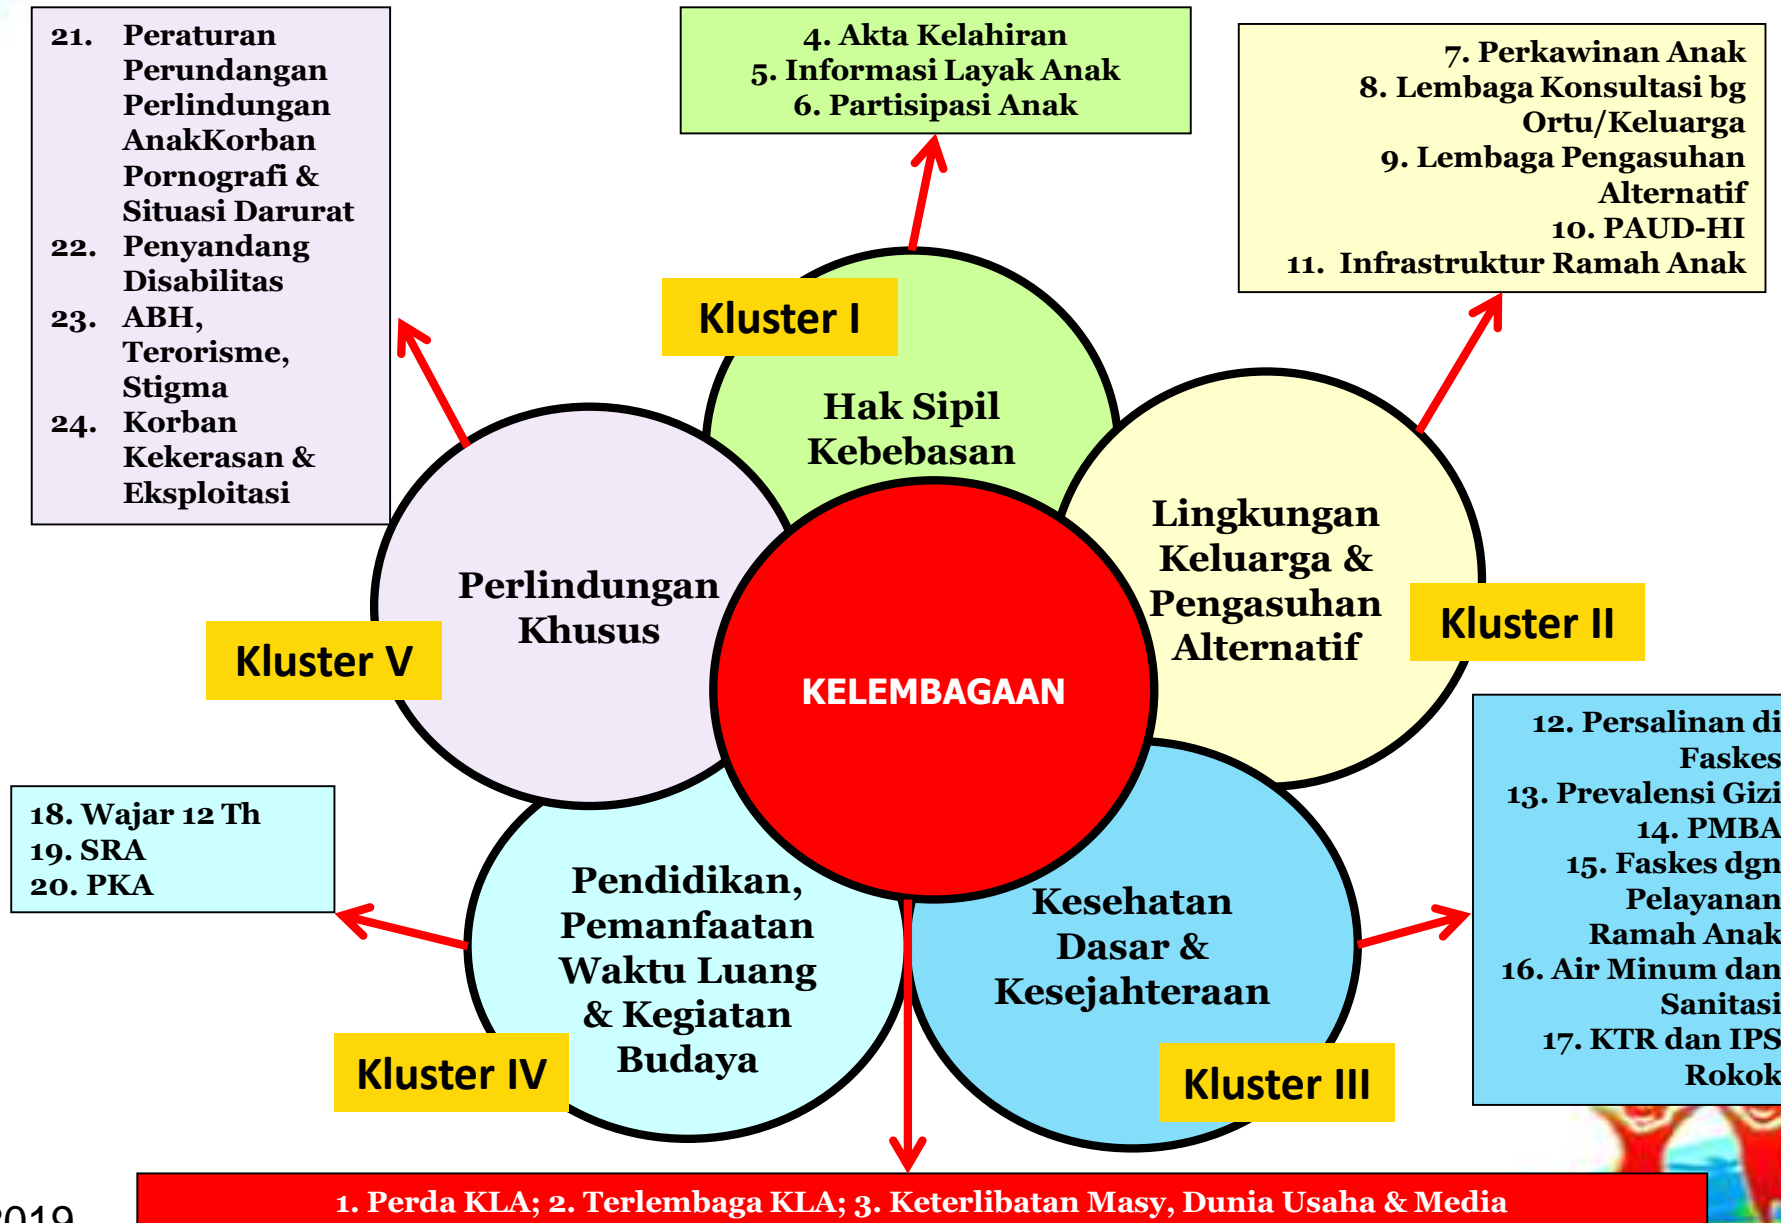 21. Peraturan
Perundangan
Perlindungan
AnakKorban
Pornografi &
Situasi Darurat
22. Penyandang
Disabilitas
23. ABH,
Terorisme,
Stigma
24. Korban
Kekerasan &
Eksploitasi
4. Akta Kelahiran
5. Informasi Layak Anak
6. Partisipasi Anak
7. Perkawinan Anak
8. Lembaga Konsultasi bg
Ortu/Keluarga
9. Lembaga Pengasuhan
Alternatif
10. PAUD-HI
11. Infrastruktur Ramah Anak
Kluster I
Hak Sipil
Kebebasan
Lingkungan
Keluarga &
Pengasuhan
Alternatif
Kluster II
Perlindungan
Khusus
Kluster V
KELEMBAGAAN
12. Persalinan di
Faskes
13. Prevalensi Gizi
14. PMBA
15. Faskes dgn
Pelayanan
Ramah Anak
16. Air Minum dan
Sanitasi
17. KTR dan IPS
Rokok
18. Wajar 12 Th
19. SRA
20. PKA
Pendidikan,
Pemanfaatan
Waktu Luang
& Kegiatan
Budaya
Kluster IV
Kesehatan
Dasar &
Kesejahteraan
Kluster III
1. Perda KLA; 2. Terlembaga KLA; 3. Keterlibatan Masy, Dunia Usaha & Media
2019